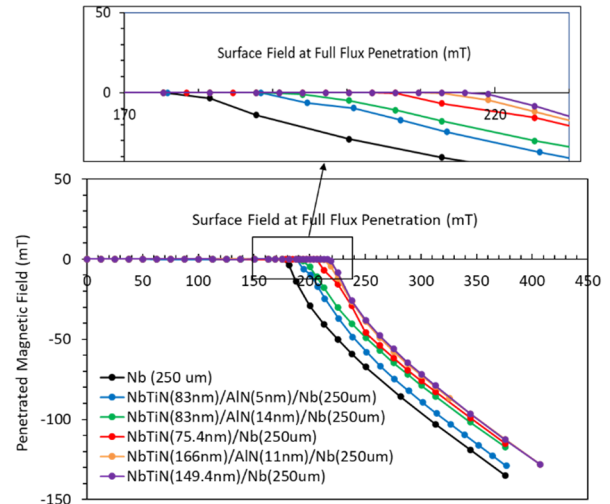 Surface Field at Full Flux Penetration (mT)
0
170
220
50
Surface Field at Full Flux Penetration (mT)
0
0 50 100 150 200 250 300 350 400 450
-50
-100
-150
Penetrated Magnetic Field (mT)
Nb (250 um)
NbTiN(83nm)/AlN(5nm)/Nb(250um)
NbTiN(83nm)/AlN(14nm)/Nb(250um)
NbTiN(75.4nm)/Nb(250um)
NbTiN(166nm)/AlN(11nm)/Nb(250um)
NbTiN(149.4nm)/Nb(250um)